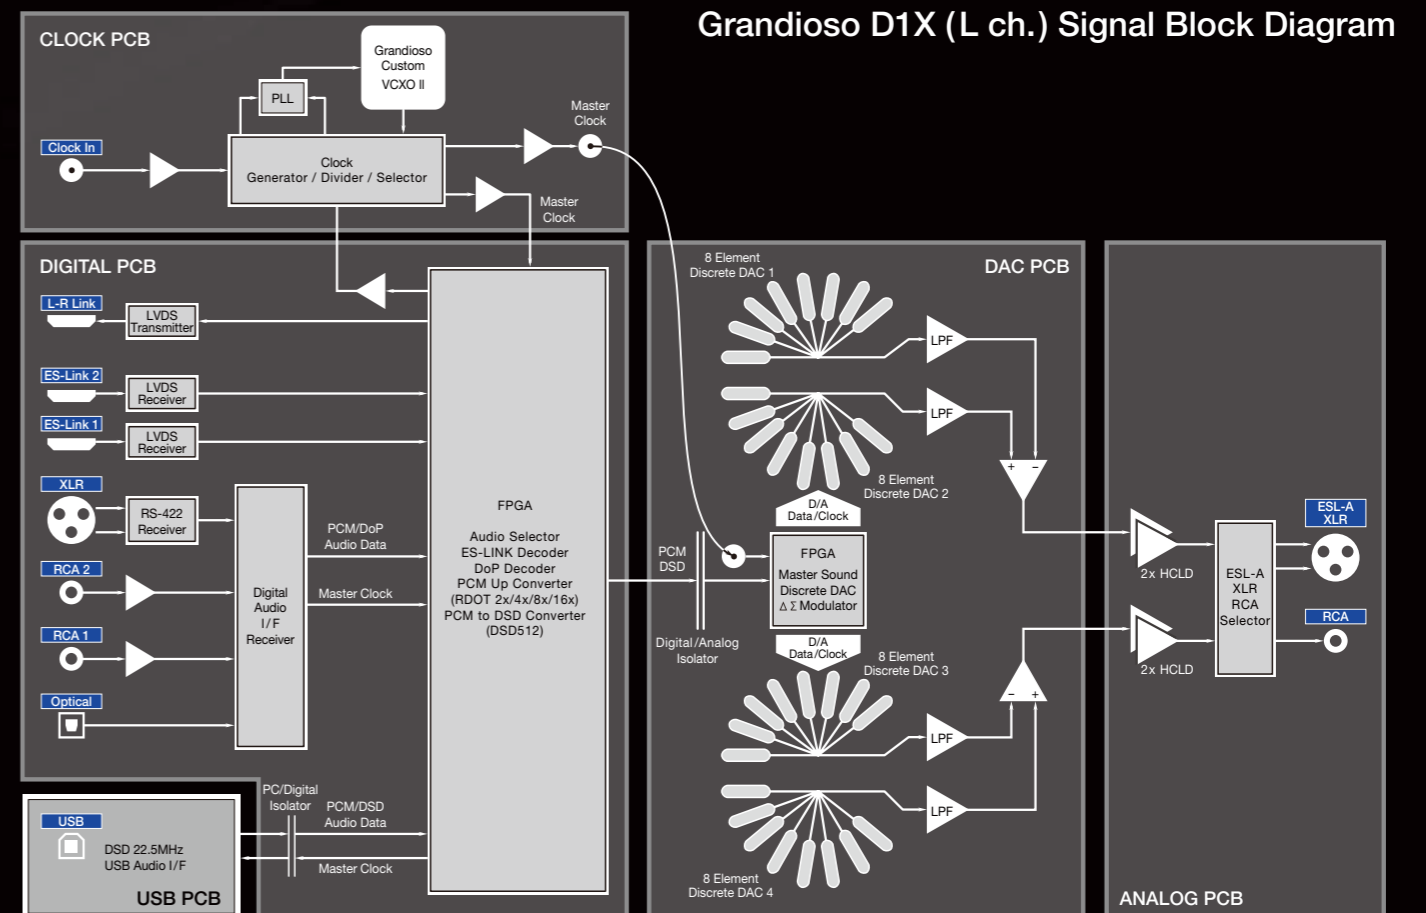 Grandioso D1X (L ch.) Signal Block Diagram
CLOCK PCB
Grandioso
Custom
VCXO II
PLL
Clock In
Clock
Generator / Divider / Selector
Master
Clock
Master
Clock
DIGITAL PCB
L-R Link
LVDS
Transmitter
ES-Link 2
LVDS
Receiver
ES-Link 1
LVDS
Receiver
XLR
RS-422
Receiver
RCA 2
RCA 1
Optical
Digital
Audio
I/F
Receiver
PCM/DoP
Audio Data
Master Clock
FPGA
Audio Selector
ES-LINK Decoder
DoP Decoder
PCM Up Converter
(RDOT 2x/4x/8x/16x)
PCM to DSD Converter
(DSD512)
PC/Digital
Isolator
PCM/DSD
Audio Data
Master Clock
USB
DSD 22.5MHz
USB Audio I/F
USB PCB
DAC PCB
8 Element
Discrete DAC 1
LPF
LPF
+ −
8 Element
Discrete DAC 2
D/A
Data/Clock
PCM
DSD
Digital/Analog
Isolator
FPGA
Master Sound
Discrete DAC
Δ Σ Modulator
D/A
Data/Clock
8 Element
Discrete DAC 3
− +
LPF
LPF
8 Element
Discrete DAC 4
2x HCLD
2x HCLD
ESL-A
XLR
RCA
Selector
ESL-A
XLR
RCA
ANALOG PCB